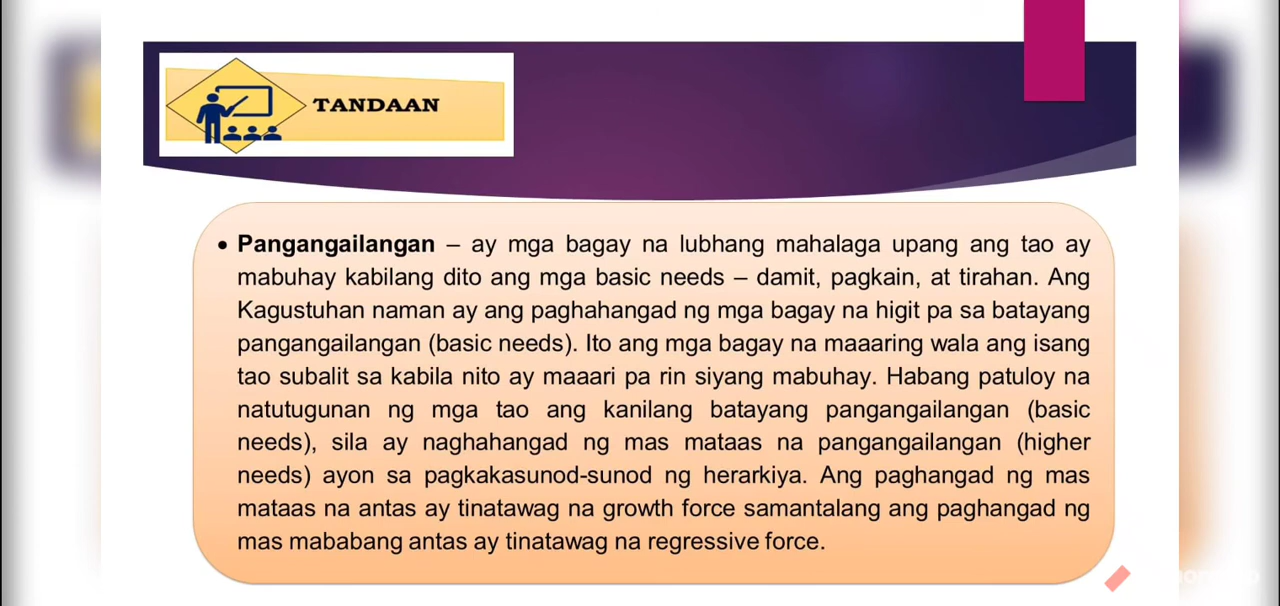 TANDAAN
• Pangangailangan – ay mga bagay na lubhang mahalaga upang ang tao ay
mabuhay kabilang dito ang mga basic needs – damit, pagkain, at tirahan. Ang
Kagustuhan naman ay ang paghahangad ng mga bagay na higit pa sa batayang
pangangailangan (basic needs). Ito ang mga bagay na maaaring wala ang isang
tao subalit sa kabila nito ay maaari pa rin siyang mabuhay. Habang patuloy na
natutugunan ng mga tao ang kanilang batayang pangangailangan (basic
needs), sila ay naghahangad ng mas mataas na pangangailangan (higher
needs) ayon sa pagkakasunod-sunod ng herarkiya. Ang paghangad ng mas
mataas na antas ay tinatawag na growth force samantalang ang paghangad ng
mas mababang antas ay tinatawag na regressive force.